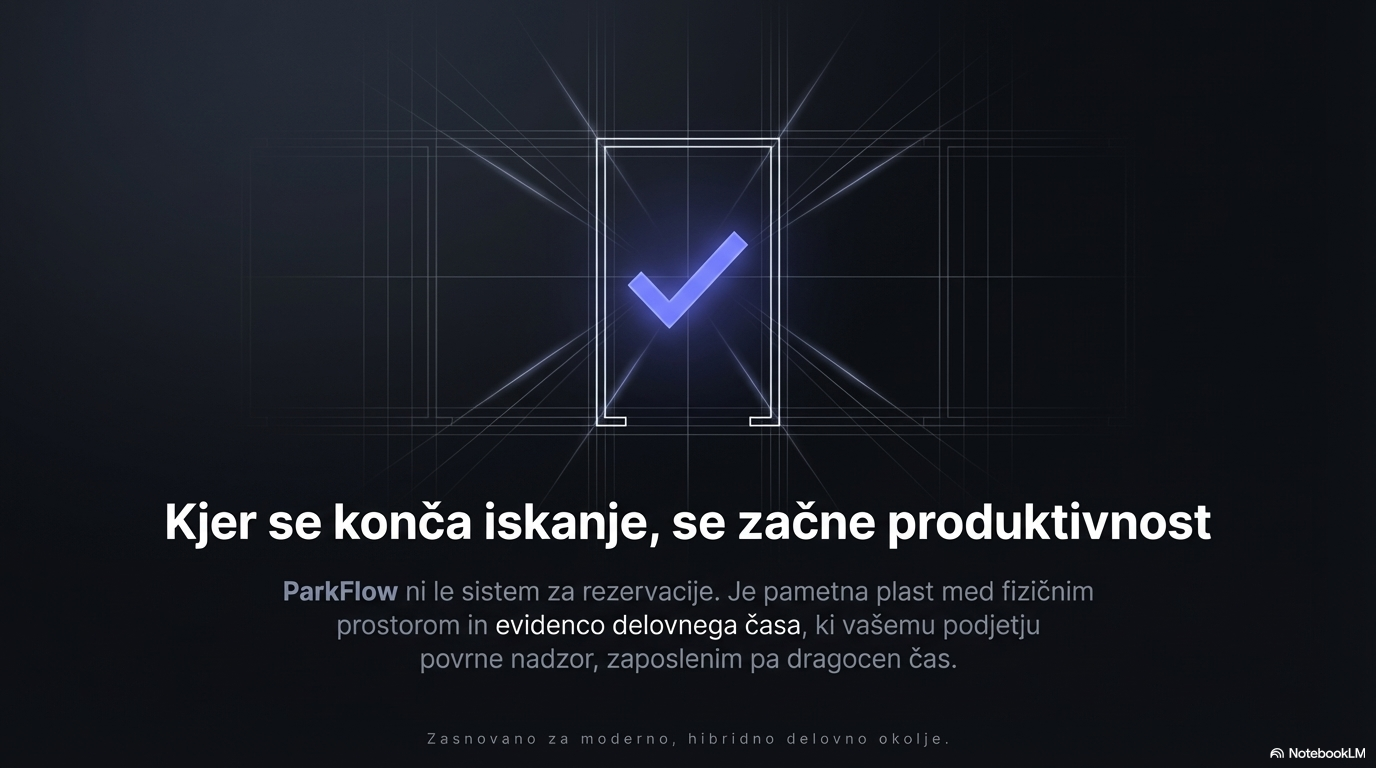 Kjer se konča iskanje, se začne produktivnost
ParkFlow ni le sistem za rezervacije. Je pametna plast med fizičnim
prostorom in evidenco delovnega časa, ki vašemu podjetju
povrne nadzor, zaposlenim pa dragocen čas.
Zasnovano za moderno, hibridno delovno okolje.
NotebookLM